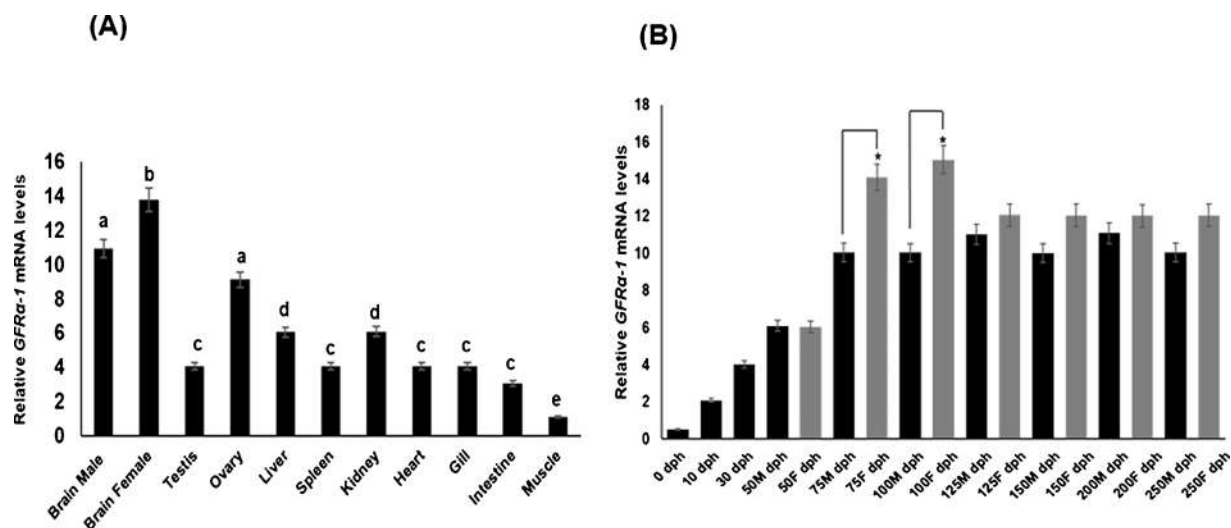 (A)
Relative GFRα-1 mRNA levels
16
14
12
10
8
6
4
2
0
a
b
c
a
d
c
d
c
c
c
e
Brain Male
Brain Female
Testis
Ovary
Liver
Spleen
Kidney
Heart
Gill
Intestine
Muscle
(B)
Relative GFRα-1 mRNA levels
18
16
14
12
10
8
6
4
2
0
*
*
0 dph
10 dph
30 dph
50M dph
50F dph
75M dph
75F dph
100M dph
100F dph
125M dph
125F dph
150M dph
150F dph
200M dph
200F dph
250M dph
250F dph